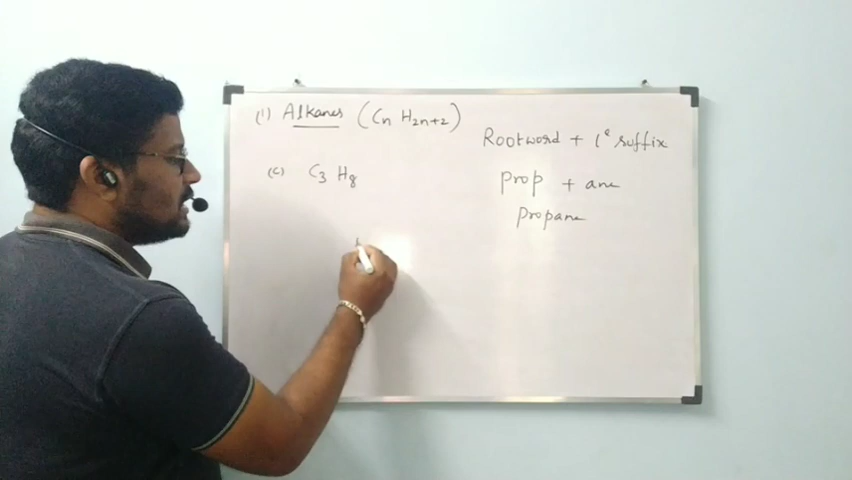 (1) Alkanes (Cn H2n+2)
Rootword + 1° suffix
(c) C3 H8
prop + ane
propane